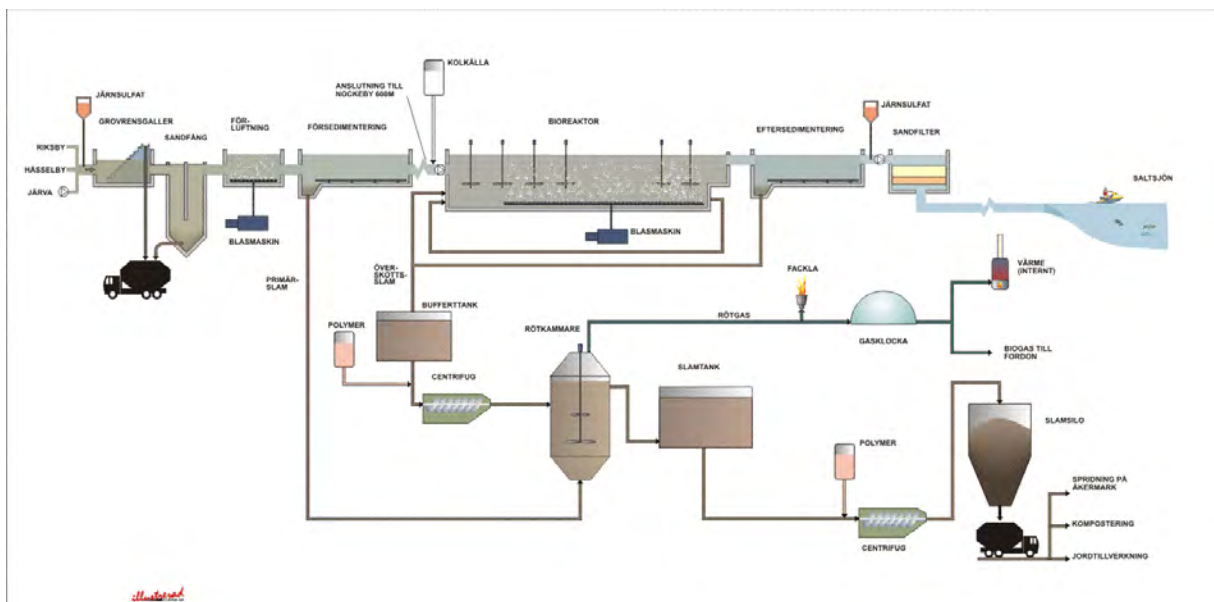 KOLKÄLLA
ANSLUTNING TILL
NOCKEBY 600M
JÄRNSULFAT
GROVRENSGALLER
SANDFÅNG
FÖR-
LUFTNING
FÖRSEDIMENTERING
BIOREAKTOR
EFTERSEDIMENTERING
JÄRNSULFAT
SANDFILTER
RIKSBY
HÄSSELBY
JÄRVA
SALTSJÖN
BLÅSMASKIN
BLÅSMASKIN
PRIMÄR-
SLAM
ÖVER-
SKOTTS-
SLAM
FACKLA
VÄRME
(INTERNT)
BUFFERTTANK
POLYMER
RÖTKAMMARE
RÖTGAS
GASKLOCKA
BIOGAS TILL
FORDON
CENTRIFUG
SLAMTANK
SLAMSILO
POLYMER
CENTRIFUG
SPRIDNING PÅ
ÅKERMARK
KOMPOSTERING
JORDTILLVERKNING
illustrerad